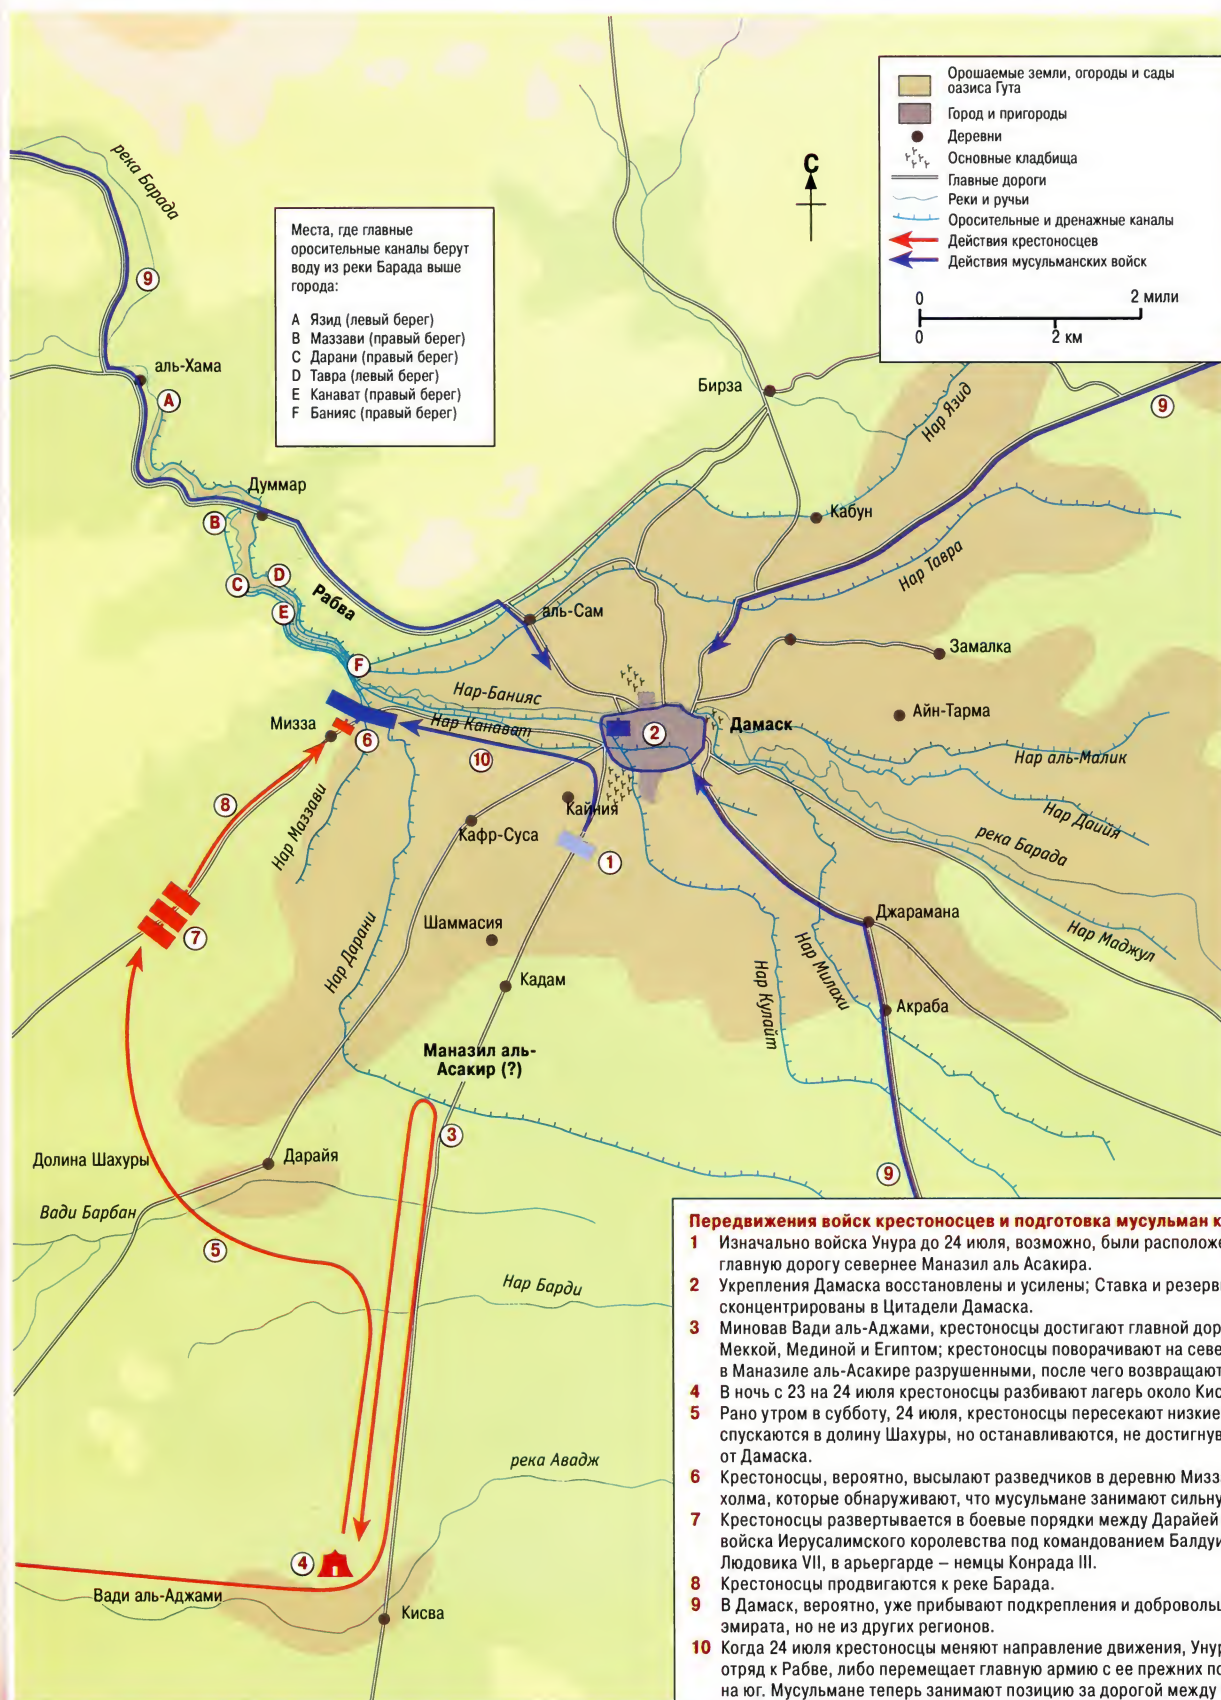 Орошаемые земли, огороды и сады
оазиса Гута
Город и пригороды
Деревни
Основные кладбища
Главные дороги
Реки и ручьи
Оросительные и дренажные каналы
Действия крестоносцев
Действия мусульманских войск
0
2 мили
0
2 км
С
река Барада
Места, где главные
оросительные каналы берут
воду из реки Барада выше
города:
A Язид (левый берег)
B Маззави (правый берег)
C Дарани (правый берег)
D Тавра (левый берег)
E Канават (правый берег)
F Банияс (правый берег)
9
аль-Хама
A
Бирза
9
Нар Язид
Думмар
B
Кабун
Нар Тавра
C
D
E
Рабва
аль-Сам
Замалка
F
Нар-Банияс
Айн-Тарма
Мизза
Нар Канават
6
2
Дамаск
10
Нар аль-Малик
8
Нар Маззави
Кайния
Кафр-Суса
1
Нар Даийя
река Барада
7
Шаммасия
Джарамана
Нар Маджул
Нар Дарани
Кадам
Нар Кулайт
Нар Милахи
Акраба
Маназил аль-
Асакир (?)
3
Долина Шахуры
Дарайя
9
Вади Барбан
5
Нар Барди
река Авадж
4
Вади аль-Аджами
Кисва
Передвижения войск крестоносцев и подготовка мусульман к
1 Изначально войска Унура до 24 июля, возможно, были расположе
главную дорогу севернее Маназил аль Асакира.
2 Укрепления Дамаска восстановлены и усилены; Ставка и резерв
сконцентрированы в Цитадели Дамаска.
3 Миновав Вади аль-Аджами, крестоносцы достигают главной дор
Меккой, Мединой и Египтом; крестоносцы поворачивают на севе
в Маназиле аль-Асакире разрушенными, после чего возвращают
4 В ночь с 23 на 24 июля крестоносцы разбивают лагерь около Кис
5 Рано утром в субботу, 24 июля, крестоносцы пересекают низкие
спускаются в долину Шахуры, но останавливаются, не достигнув
от Дамаска.
6 Крестоносцы, вероятно, высылают разведчиков в деревню Мизз
холма, которые обнаруживают, что мусульмане занимают сильну
7 Крестоносцы развертывается в боевые порядки между Дарайей
войска Иерусалимского королевства под командованием Балдуи
Людовика VII, в арьергарде – немцы Конрада III.
8 Крестоносцы продвигаются к реке Барада.
9 В Дамаск, вероятно, уже прибывают подкрепления и доброволь
эмирата, но не из других регионов.
10 Когда 24 июля крестоносцы меняют направление движения, Унур
отряд к Рабве, либо перемещает главную армию с ее прежних по
на юг. Мусульмане теперь занимают позицию за дорогой между